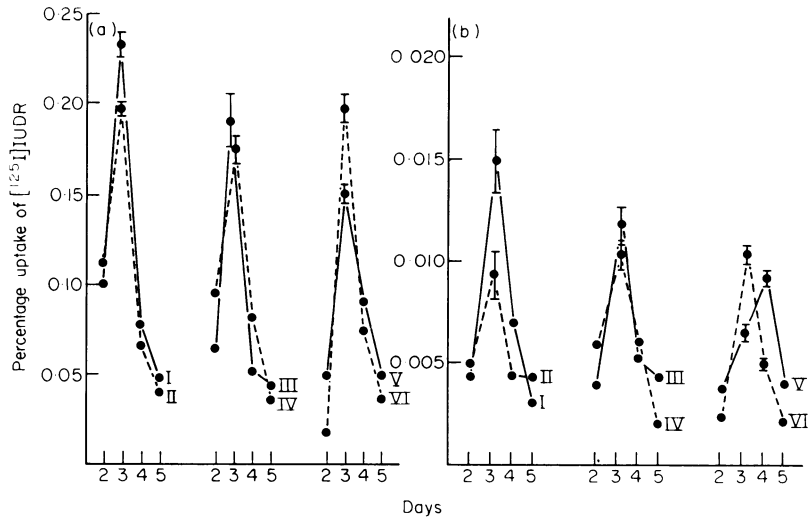 (a)
(b)
Percentage uptake of [¹²⁵I]IUDR
0·25
0·20
0·15
0·10
0·05
I
II
III
IV
V
VI
2 3 4 5
2 3 4 5
2 3 4 5
0 020
0·015
0·010
0 005
II
I
III
IV
V
VI
2 3 4 5
2 3 4 5
2 3 4 5
Days